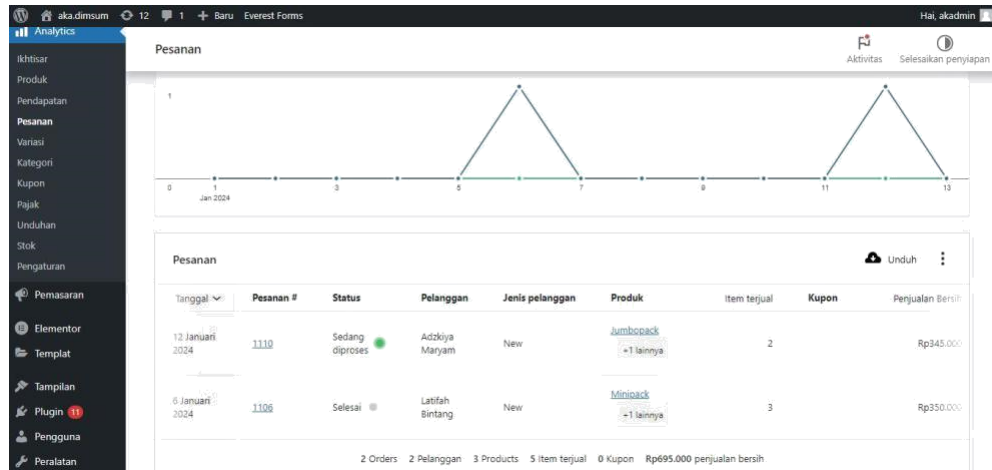 aka.dimsum 12 1 + Baru Everest Forms Hai, akadmin
Analytics
Ikhtisar
Produk
Pendapatan
Pesanan
Variasi
Kategori
Kupon
Pajak
Unduhan
Stok
Pengaturan
Pemasaran
Elementor
Templat
Tampilan
Plugin 11
Pengguna
Peralatan
Pesanan
Aktivitas Selesaikan penyiapan
1
0 1 3 5 7 9 11 13
Jan 2024
Pesanan Unduh
Tanggal Pesanan # Status Pelanggan Jenis pelanggan Produk Item terjual Kupon Penjualan Bersih
12 Januari 2024 1110 Sedang diproses Adzkiya Maryam New Jumbopack +1 lainnya 2 Rp345.000
6 Januari 2024 1106 Selesai Latifah Bintang New Minipack +1 lainnya 3 Rp350.000
2 Orders 2 Pelanggan 3 Products 5 Item terjual 0 Kupon Rp695.000 penjualan bersih